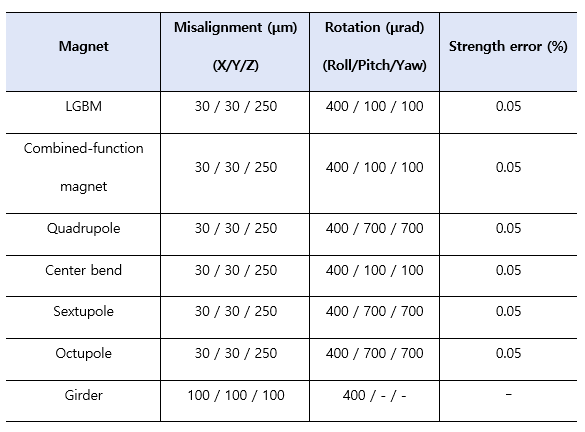 Magnet Misalignment (μm) (X/Y/Z) Rotation (μrad) (Roll/Pitch/Yaw) Strength error (%)
LGBM 30 / 30 / 250 400 / 100 / 100 0.05
Combined-function magnet 30 / 30 / 250 400 / 100 / 100 0.05
Quadrupole 30 / 30 / 250 400 / 700 / 700 0.05
Center bend 30 / 30 / 250 400 / 100 / 100 0.05
Sextupole 30 / 30 / 250 400 / 700 / 700 0.05
Octupole 30 / 30 / 250 400 / 700 / 700 0.05
Girder 100 / 100 / 100 400 / - / - -